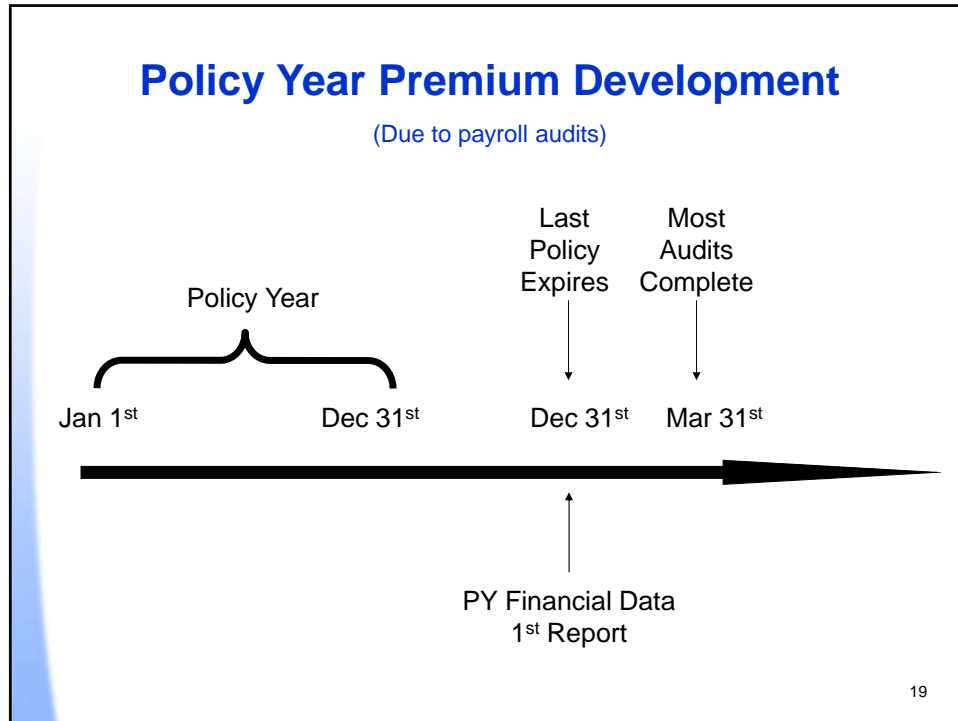 Policy Year Premium Development
(Due to payroll audits)
Last
Policy
Expires
Most
Audits
Complete
Policy Year
Jan 1st
Dec 31st
Dec 31st
Mar 31st
PY Financial Data
1st Report
19